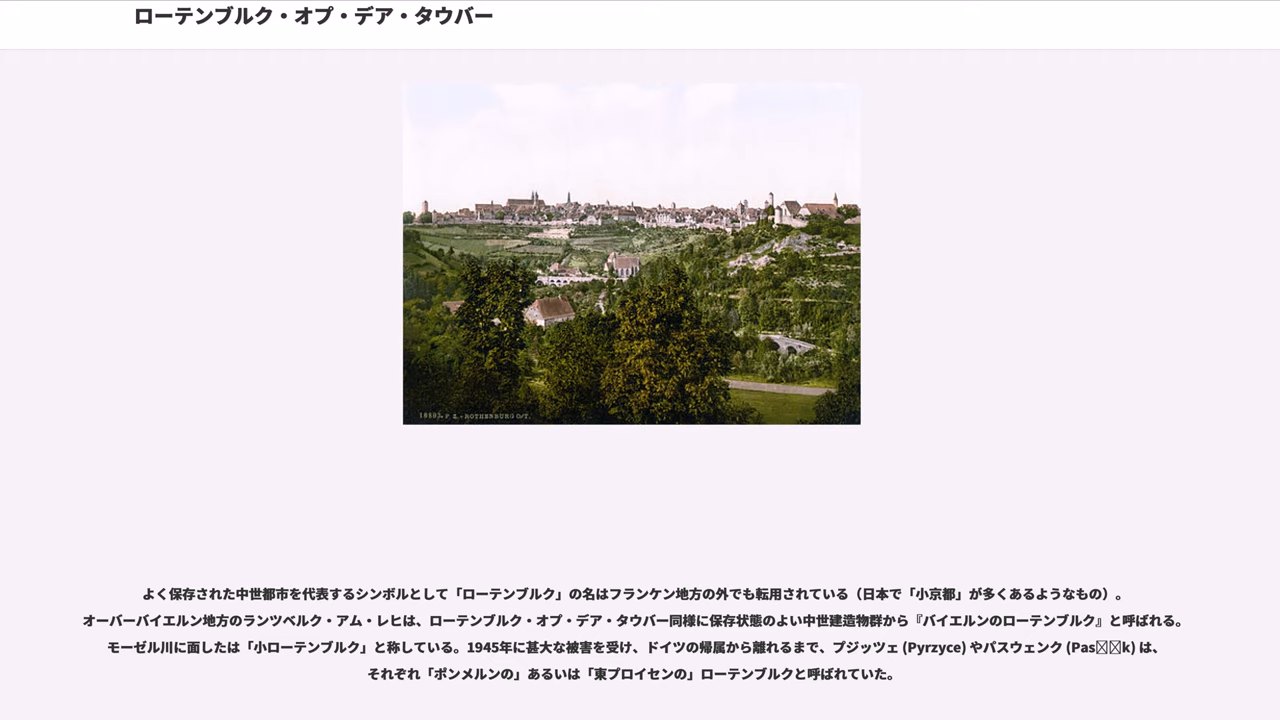 ローテンブルク・オプ・デア・タウバー
16893. P. Z. - ROTHENBURG O/T.
よく保存された中世都市を代表するシンボルとして「ローテンブルク」の名はフランケン地方の外でも転用されている（日本で「小京都」が多くあるようなもの）。
オーバーバイエルン地方のランツベルク・アム・レヒは、ローテンブルク・オプ・デア・タウバー同様に保存状態のよい中世建造物群から『バイエルンのローテンブルク』と呼ばれる。
モーゼル川に面したは「小ローテンブルク」と称している。1945年に甚大な被害を受け、ドイツの帰属から離れるまで、プジッツェ (Pyrzyce) やパスウェンク (Pas□□k) は、
それぞれ「ポンメルンの」あるいは「東プロイセンの」ローテンブルクと呼ばれていた。